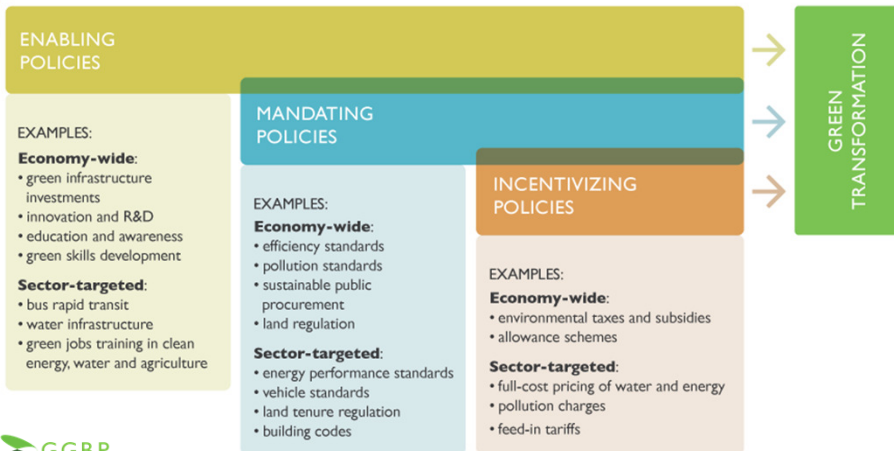 ENABLING
POLICIES
EXAMPLES:
Economy-wide:
• green infrastructure
investments
• innovation and R&D
• education and awareness
• green skills development
Sector-targeted:
• bus rapid transit
• water infrastructure
• green jobs training in clean
energy, water and agriculture
MANDATING
POLICIES
EXAMPLES:
Economy-wide:
• efficiency standards
• pollution standards
• sustainable public
procurement
• land regulation
Sector-targeted:
• energy performance standards
• vehicle standards
• land tenure regulation
• building codes
INCENTIVIZING
POLICIES
EXAMPLES:
Economy-wide:
• environmental taxes and subsidies
• allowance schemes
Sector-targeted:
• full-cost pricing of water and energy
• pollution charges
• feed-in tariffs
GREEN
TRANSFORMATION
GGBP